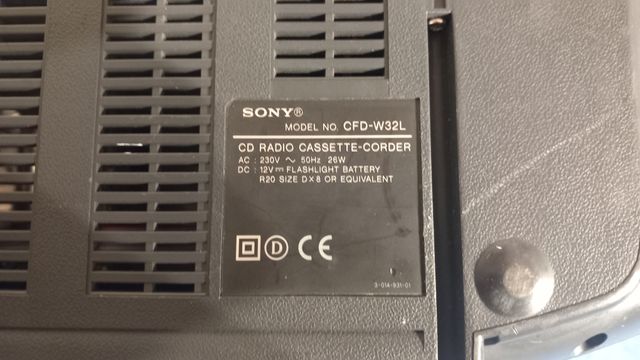 SONY®
MODEL NO. CFD-W32L
CD RADIO CASSETTE-CORDER
AC : 230V ~ 50Hz 26W
DC : 12V ⎓ FLASHLIGHT BATTERY
R20 SIZE D×8 OR EQUIVALENT
D CE
3-014-931-01